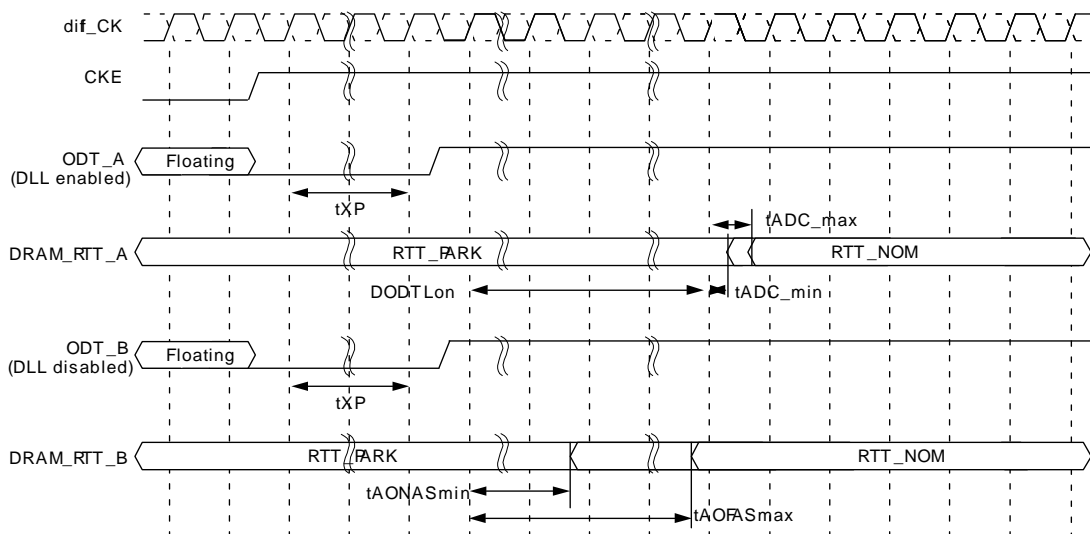 dif_CK
CKE
ODT_A
(DLL enabled)
Floating
tXP
tADC_max
DRAM_RTT_A
RTT_PARK
RTT_NOM
DODTLon
tADC_min
ODT_B
(DLL disabled)
Floating
tXP
DRAM_RTT_B
RTT_PARK
RTT_NOM
tAONASmin
tAOFASmax